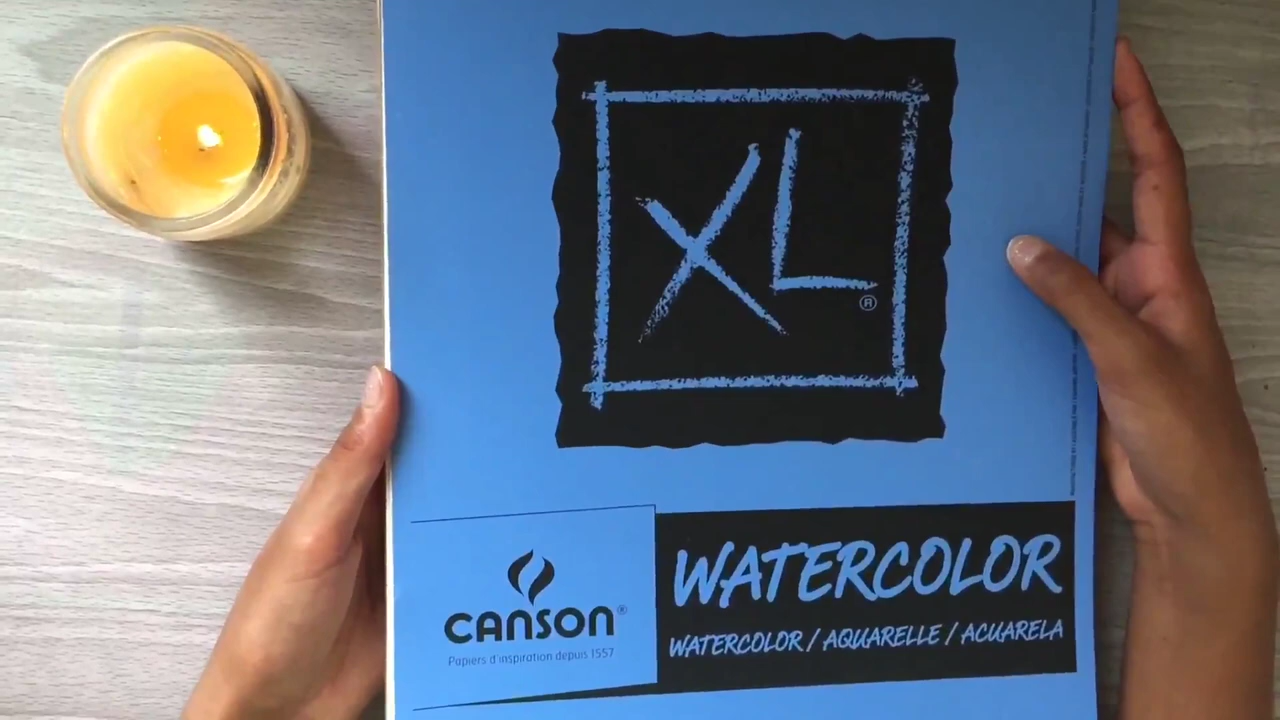 XL®
CANSON®
Papiers d'inspiration depuis 1557
WATERCOLOR
WATERCOLOR / AQUARELLE / ACUARELA